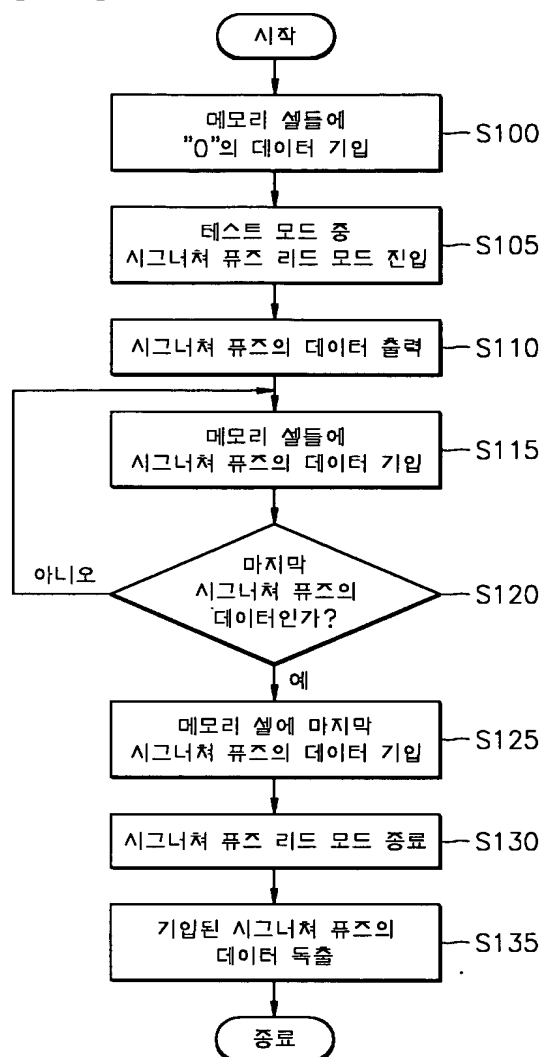 시작
메모리 셀들에
"0"의 데이터 기입
S100
테스트 모드 중
시그너쳐 퓨즈 리드 모드 진입
S105
시그너쳐 퓨즈의 데이터 출력
S110
메모리 셀들에
시그너쳐 퓨즈의 데이터 기입
S115
아니오
마지막
시그너쳐 퓨즈의
데이터인가?
S120
예
메모리 셀에 마지막
시그너쳐 퓨즈의 데이터 기입
S125
시그너쳐 퓨즈 리드 모드 종료
S130
기입된 시그너쳐 퓨즈의
데이터 독출
S135
종료